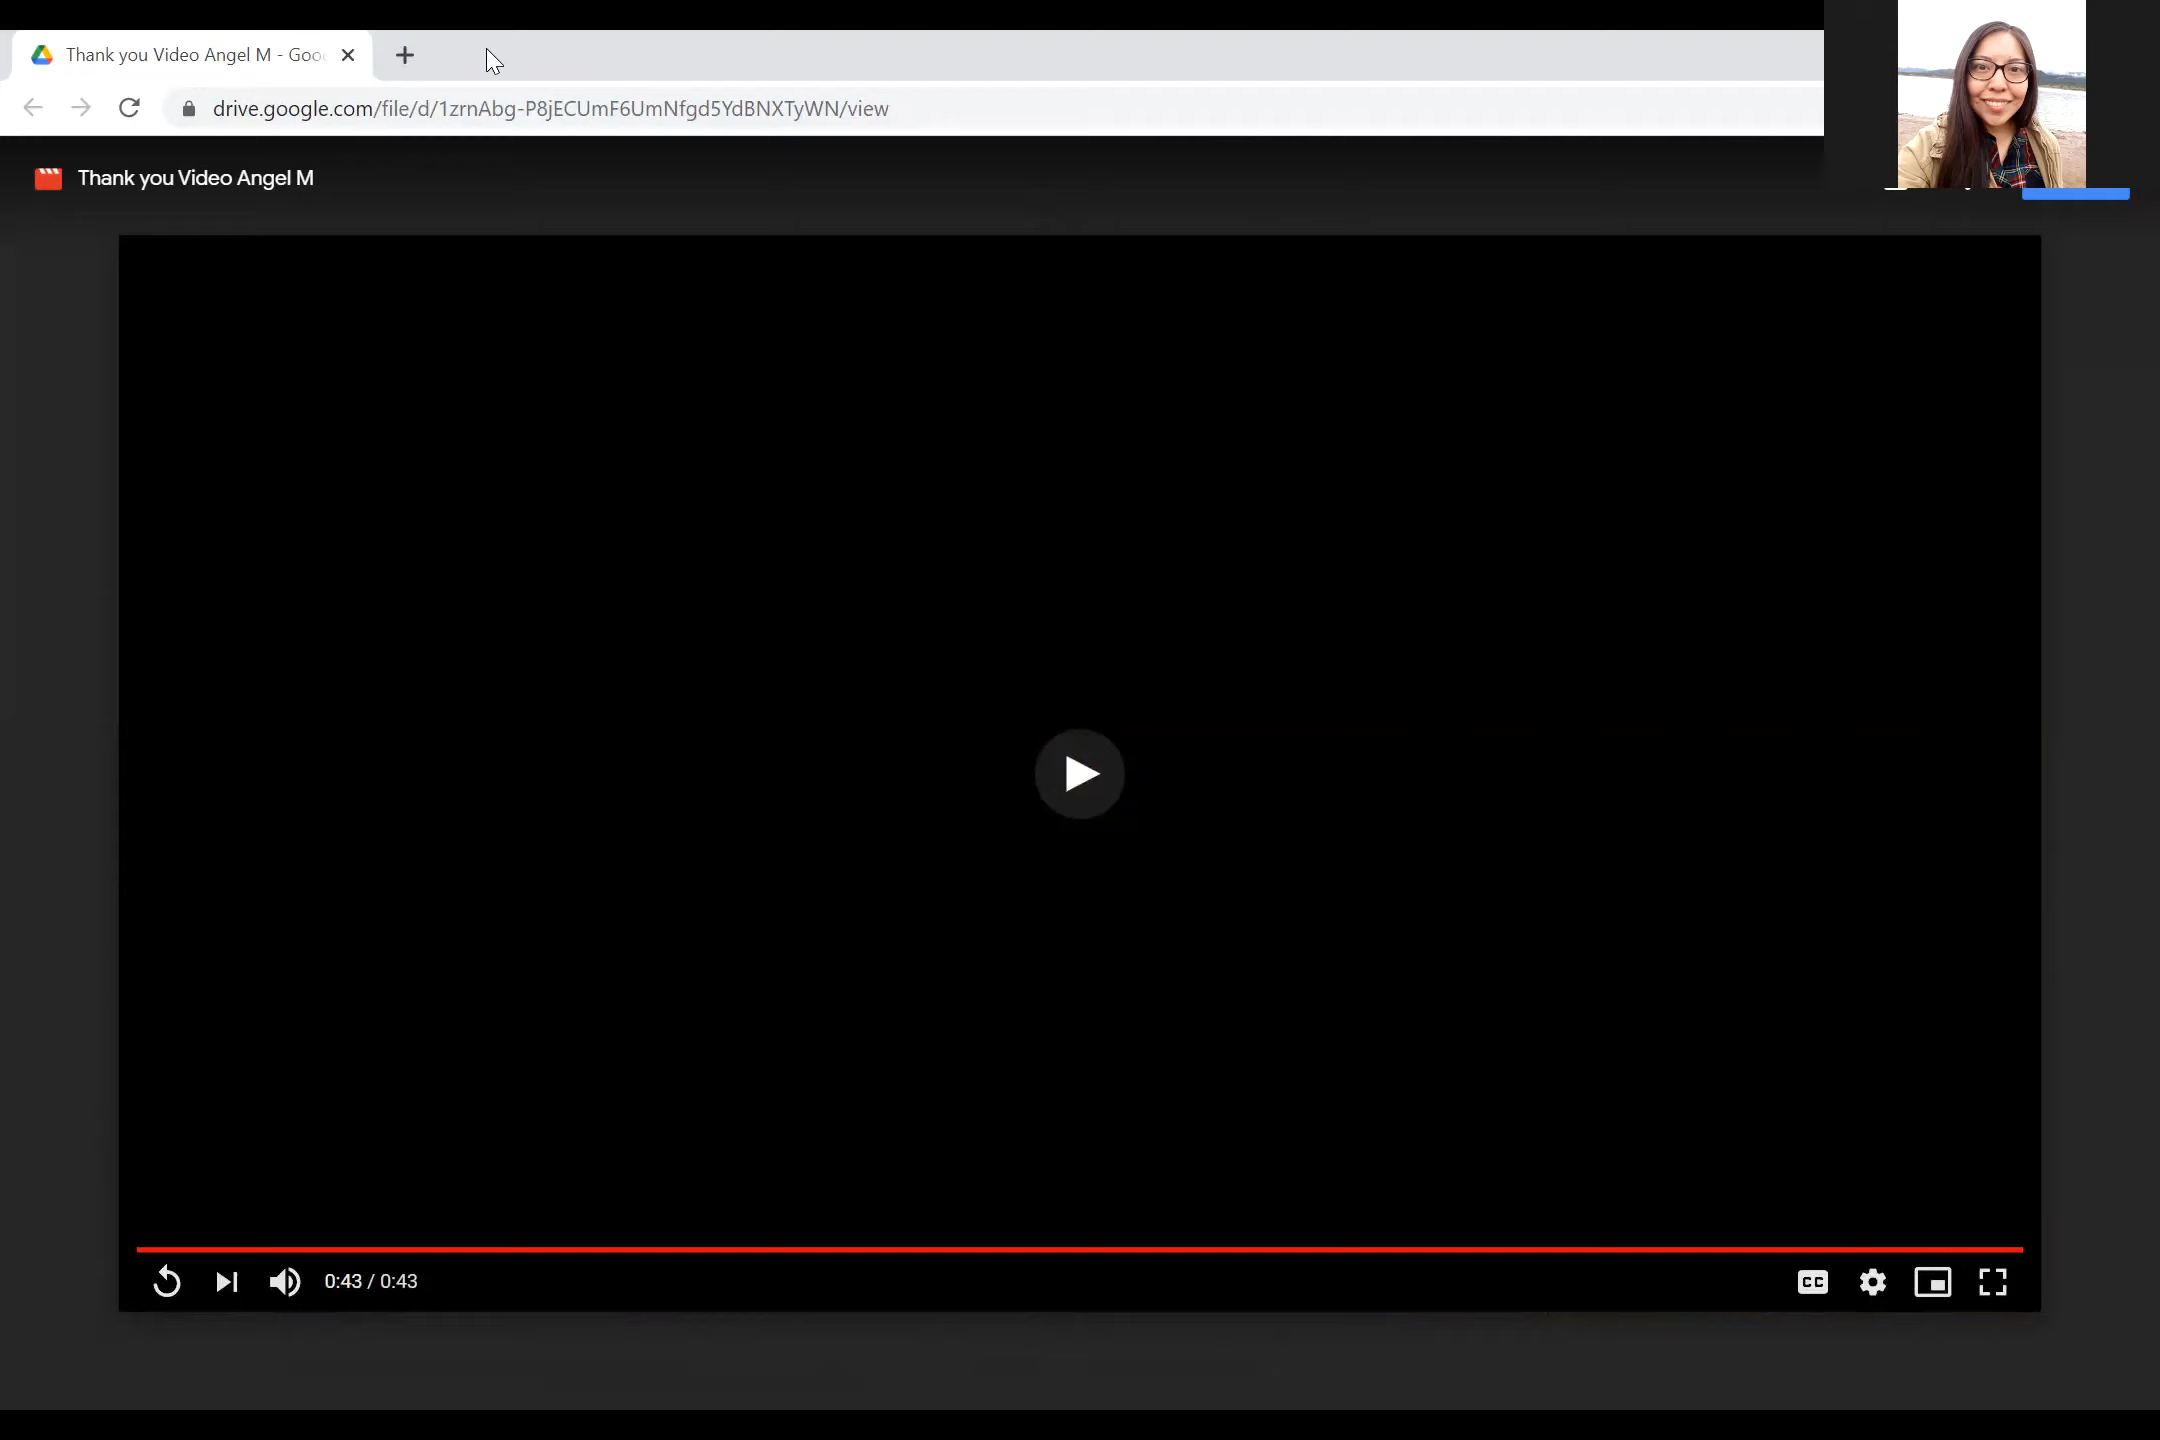 Thank you Video Angel M - Goo
drive.google.com/file/d/1zrnAbg-P8jECUmF6UmNfgd5YdBNXTyWN/view
Thank you Video Angel M
0:43 / 0:43
CC